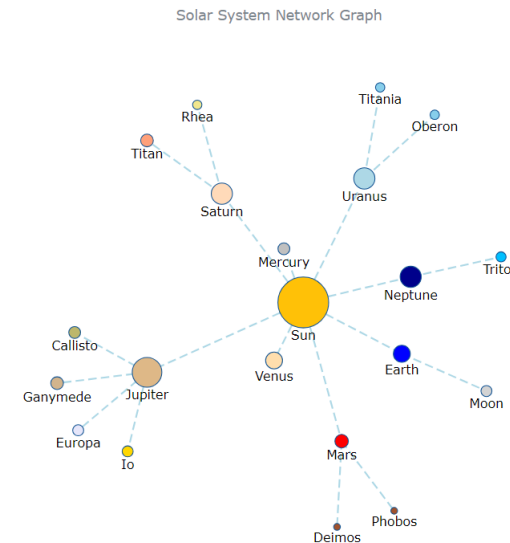 Solar System Network Graph
Titania
Rhea
Oberon
Titan
Uranus
Saturn
Mercury
Trito
Neptune
Sun
Callisto
Earth
Venus
Jupiter
Ganymede
Moon
Europa
Mars
Io
Phobos
Deimos